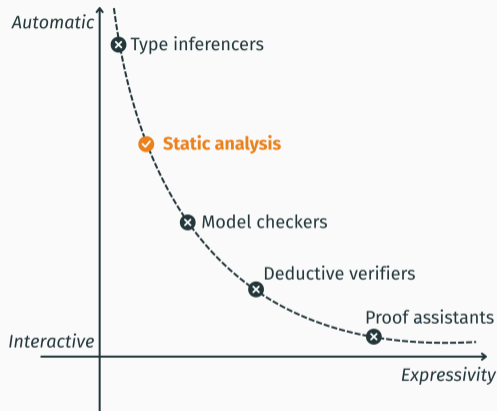 Automatic
Type inferencers
Static analysis
Model checkers
Deductive verifiers
Proof assistants
Interactive
Expressivity